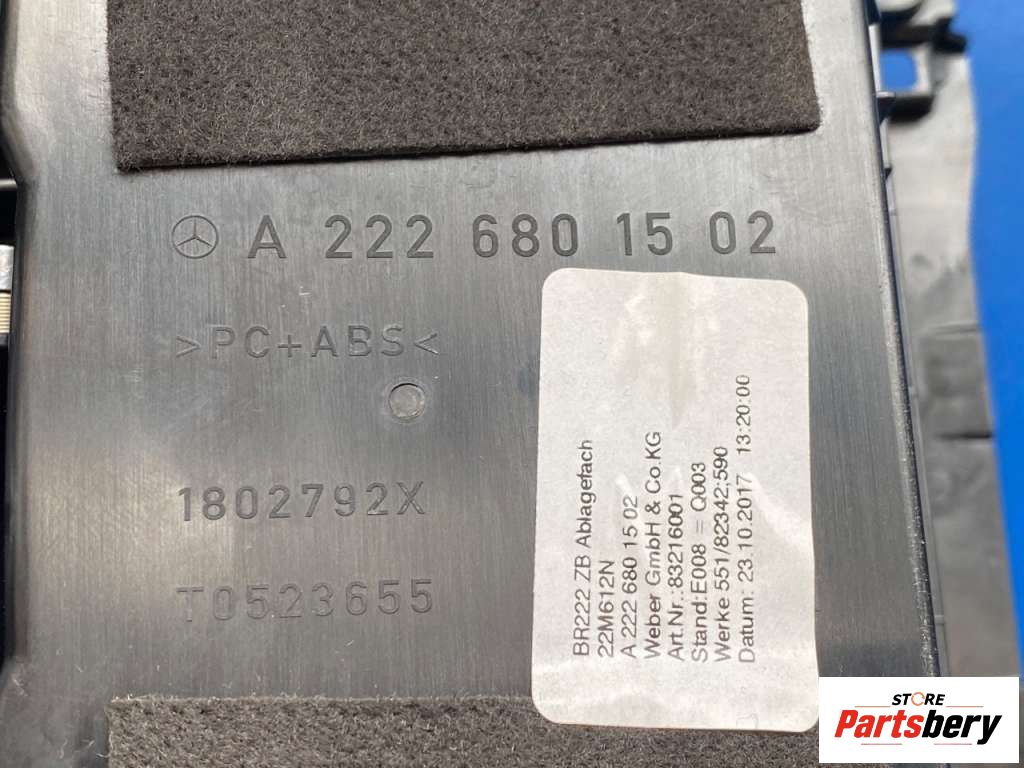 A 222 680 15 02
>PC+ABS<
1802792X
T0523655
BR222 ZB Ablagefach
22M612N
A 222 680 15 02
Weber GmbH & Co.KG
Art.Nr.:83216001
Stand:E008 = Q003
Werke 551/82342;590
Datum: 23.10.2017 13:20:00
STORE
Partsbery